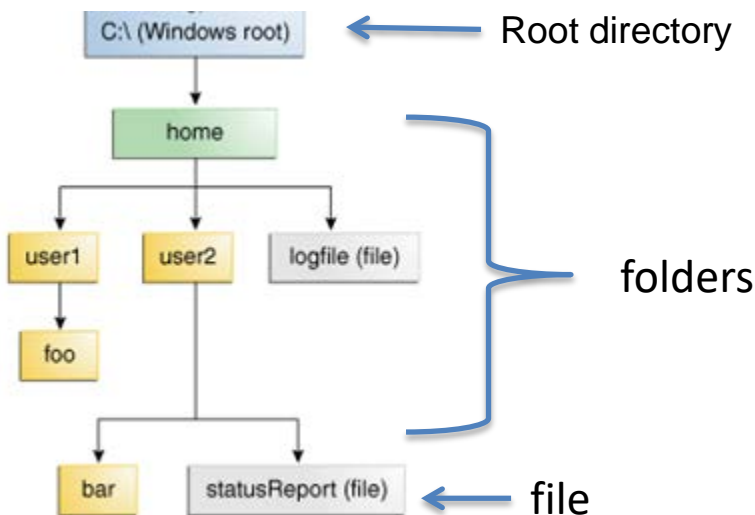 C:\ (Windows root)
Root directory
home
user1
user2
logfile (file)
folders
foo
bar
statusReport (file)
file